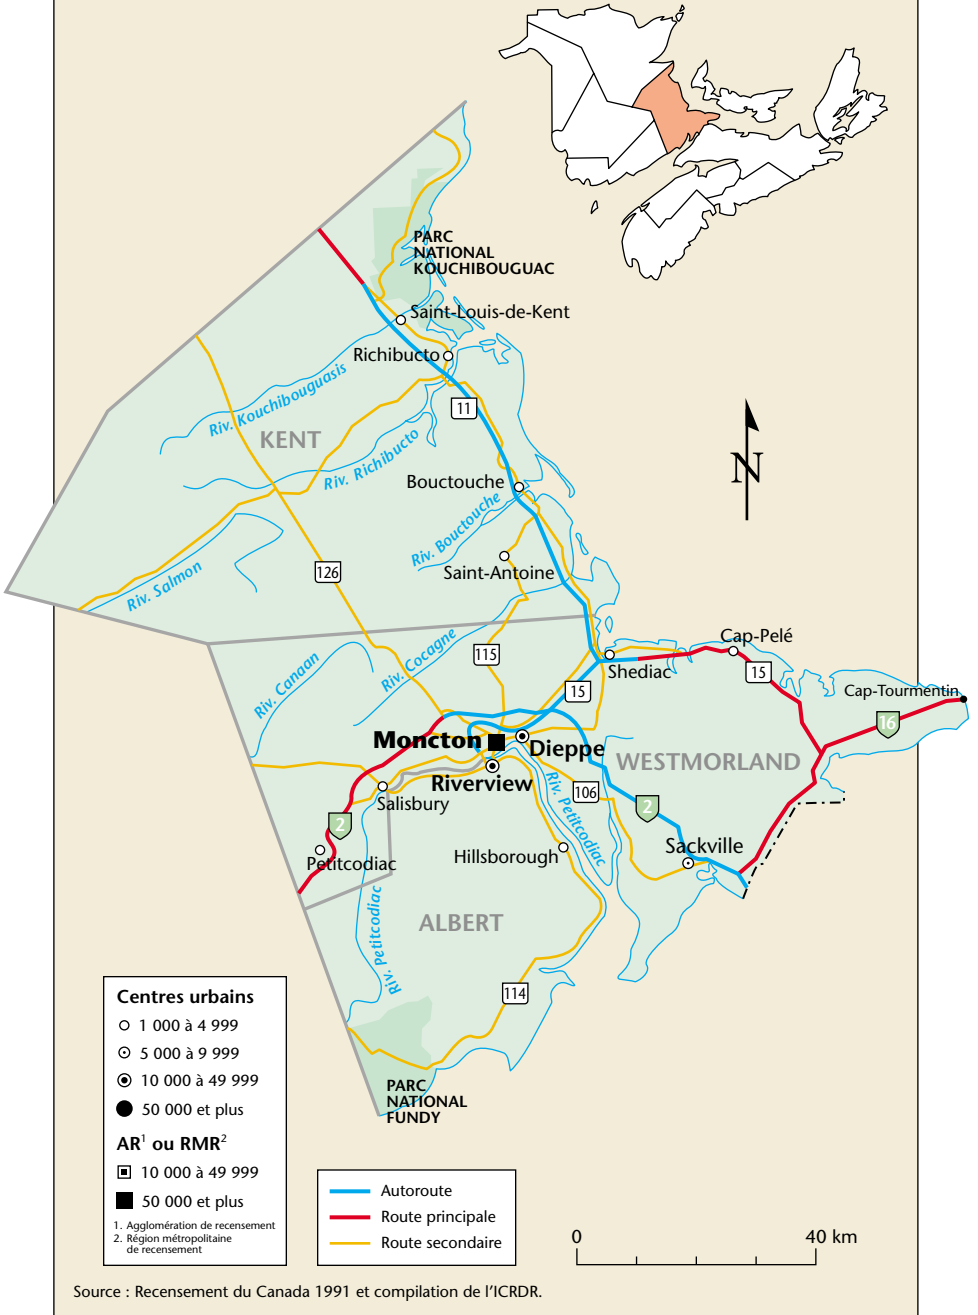 PARC
NATIONAL
KOUCHIBOUGUAC
Saint-Louis-de-Kent
Richibucto
Riv. Kouchibouguasis
11
KENT
Riv. Richibucto
N
Bouctouche
Riv. Bouctouche
Saint-Antoine
126
Riv. Salmon
Cap-Pelé
115
Riv. Cocagne
Riv. Canaan
Shediac
15
15
Cap-Tourmentin
16
Moncton
Dieppe
WESTMORLAND
Riverview
106
Riv. Petitcodiac
2
Salisbury
2
Sackville
Hillsborough
Petitcodiac
Riv. Petitcodiac
ALBERT
114
PARC
NATIONAL
FUNDY
Centres urbains
1 000 à 4 999
5 000 à 9 999
10 000 à 49 999
50 000 et plus
AR1 ou RMR2
10 000 à 49 999
50 000 et plus
1. Agglomération de recensement
2. Région métropolitaine
de recensement
Autoroute
Route principale
Route secondaire
0 40 km
Source : Recensement du Canada 1991 et compilation de l'ICRDR.